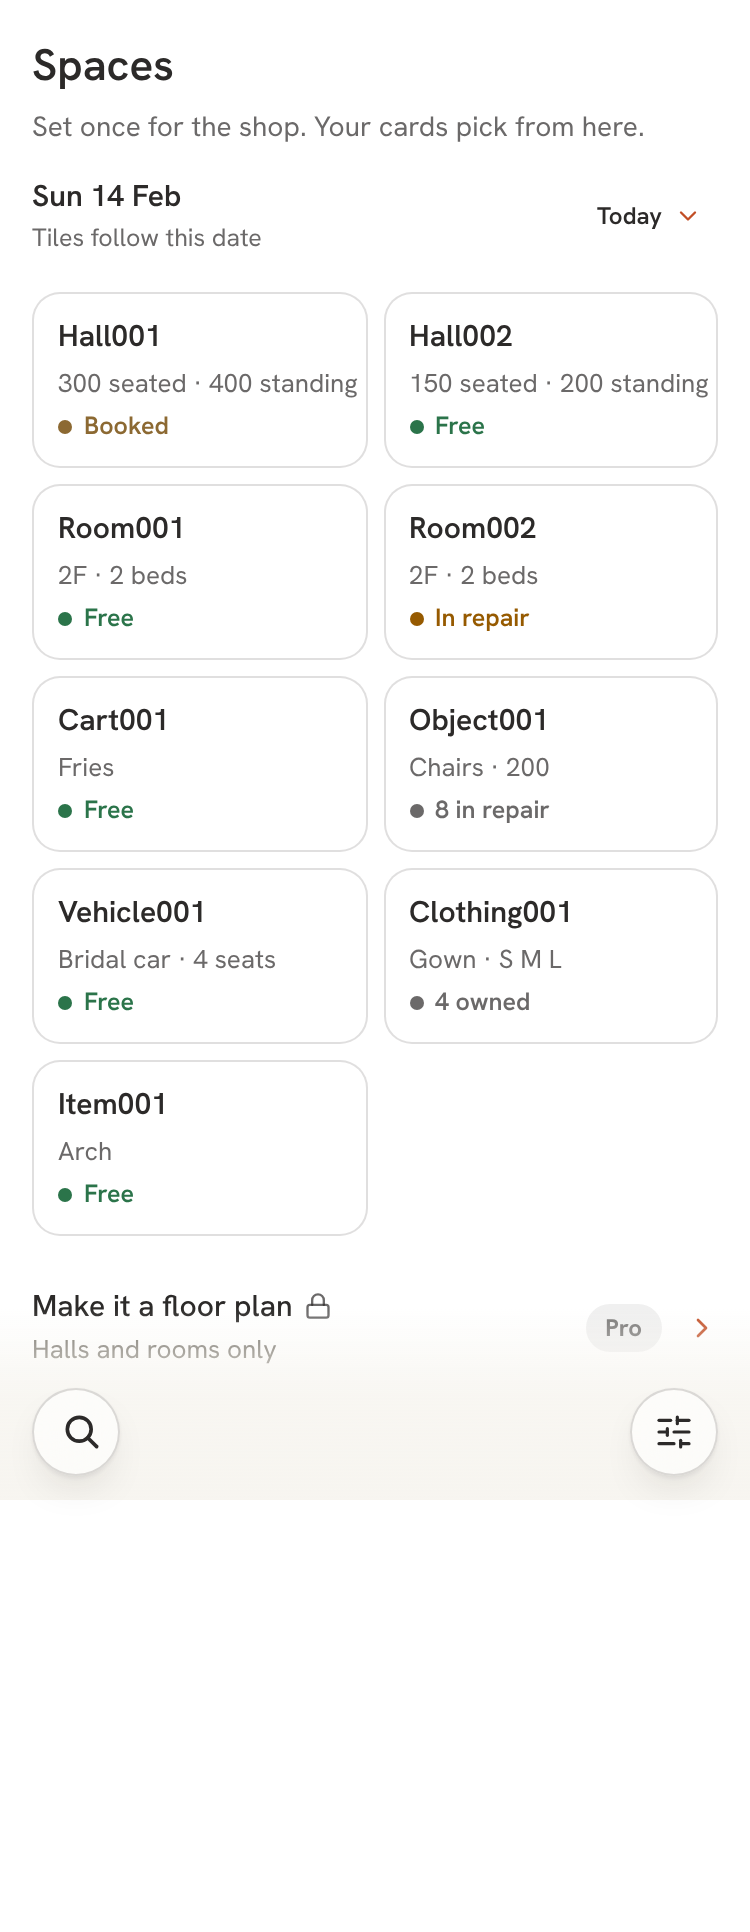 Spaces
Set once for the shop. Your cards pick from here.
Sun 14 Feb
Tiles follow this date
Today
Hall001
300 seated · 400 standing
Booked
Hall002
150 seated · 200 standing
Free
Room001
2F · 2 beds
Free
Room002
2F · 2 beds
In repair
Cart001
Fries
Free
Object001
Chairs · 200
8 in repair
Vehicle001
Bridal car · 4 seats
Free
Clothing001
Gown · S M L
4 owned
Item001
Arch
Free
Make it a floor plan
Halls and rooms only
Pro